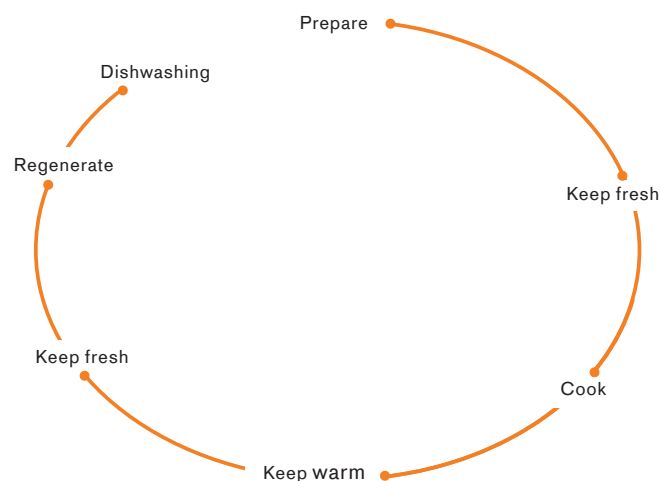 Prepare
Keep fresh
Cook
Keep warm
Keep fresh
Regenerate
Dishwashing